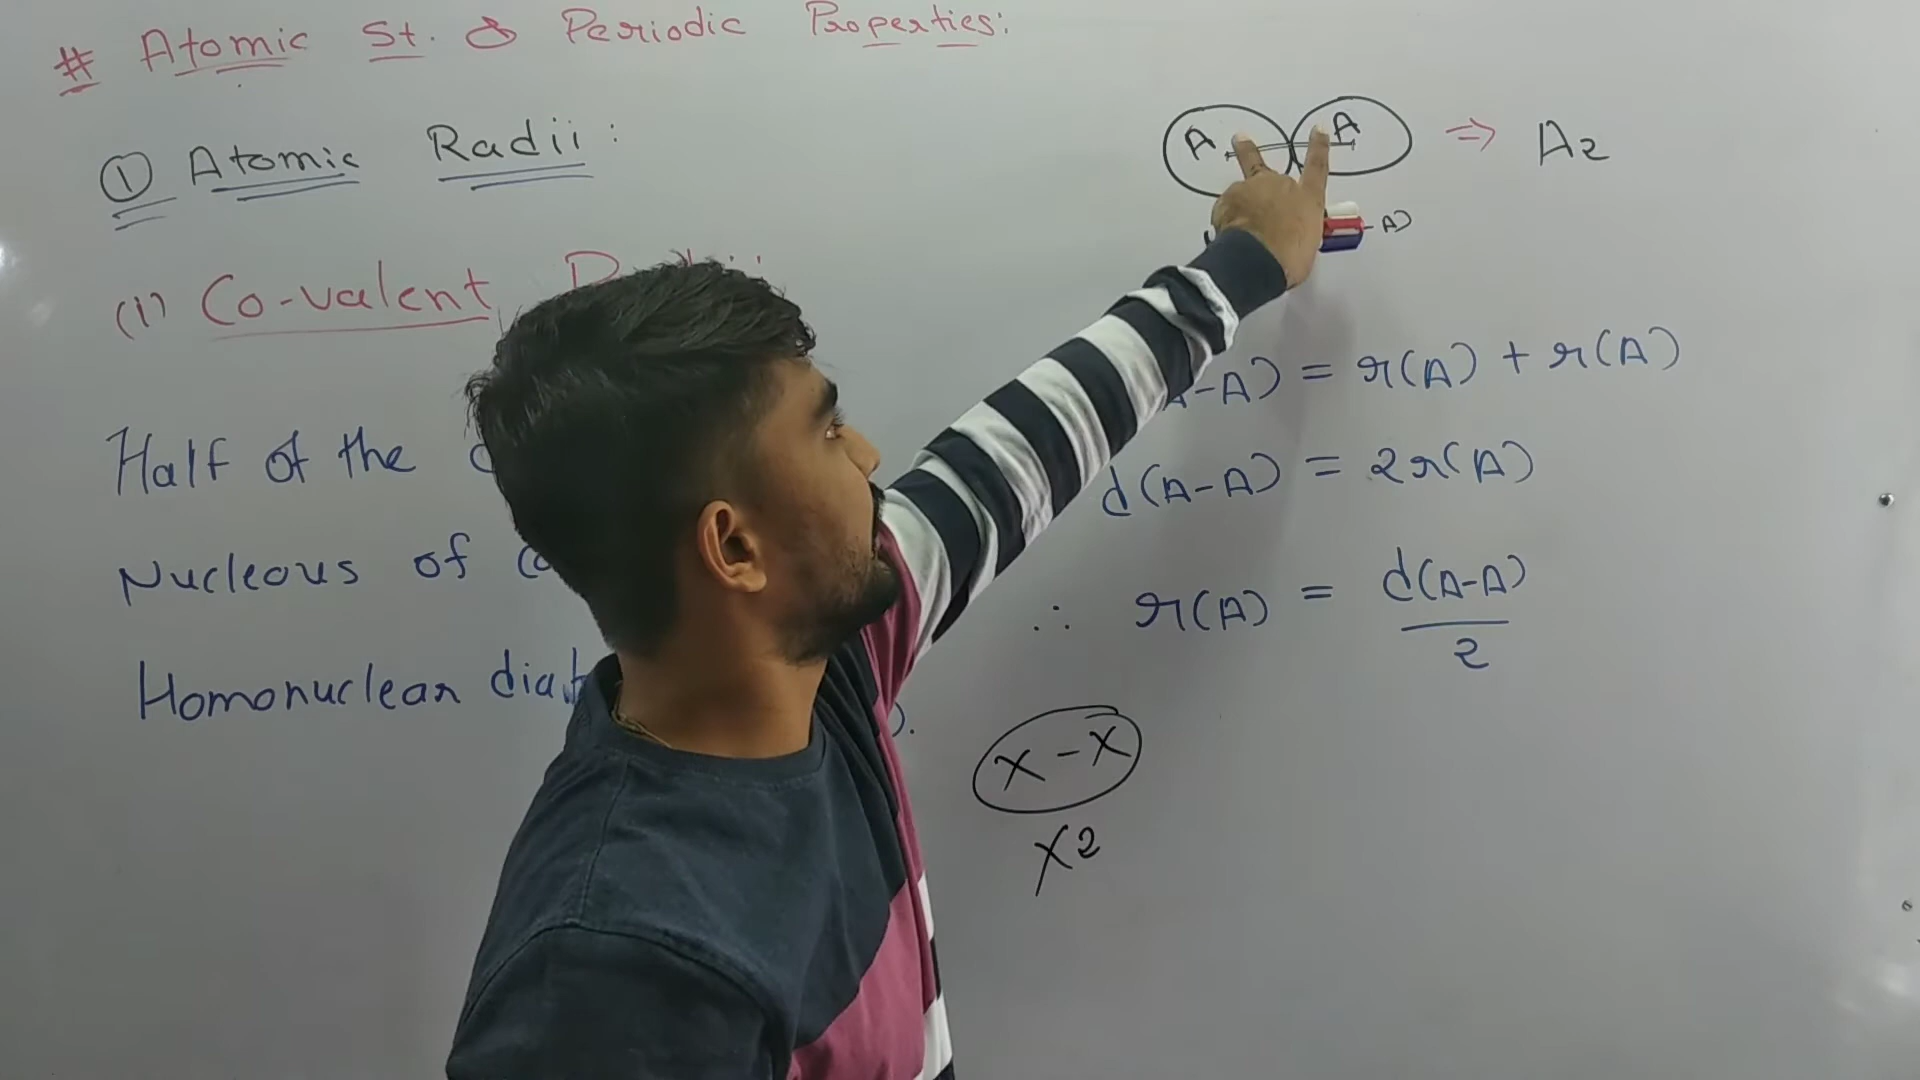 # Atomic St. & Periodic Properties:
① Atomic Radii:
(1) Co-valent
Half of the
Nucleous of
Homonuclear
A A ⇒ A2
-A)
-A) = r(A) + r(A)
d(A-A) = 2r(A)
∴ r(A) = d(A-A)
2
X-X
X2